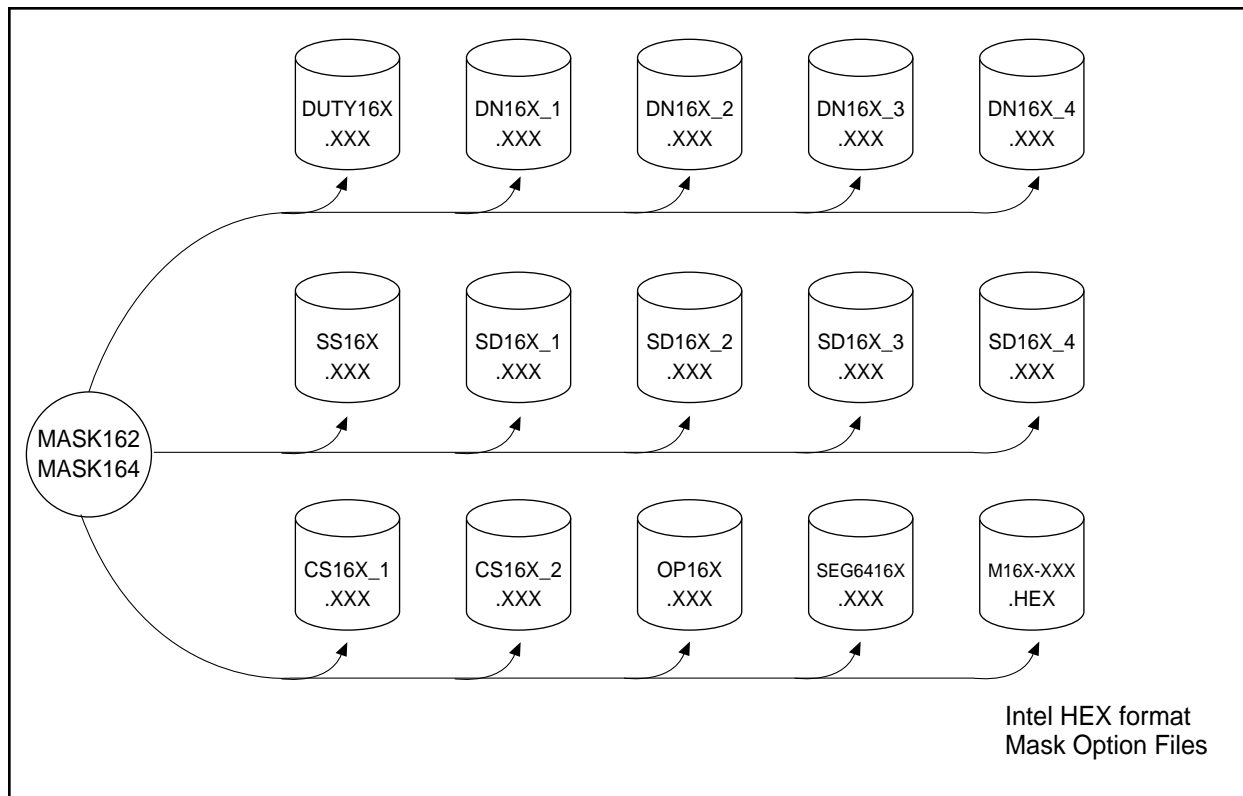 DUTY16X
.XXX
DN16X_1
.XXX
DN16X_2
.XXX
DN16X_3
.XXX
DN16X_4
.XXX
SS16X
.XXX
SD16X_1
.XXX
SD16X_2
.XXX
SD16X_3
.XXX
SD16X_4
.XXX
MASK162
MASK164
CS16X_1
.XXX
CS16X_2
.XXX
OP16X
.XXX
SEG6416X
.XXX
M16X-XXX
.HEX
Intel HEX format
Mask Option Files